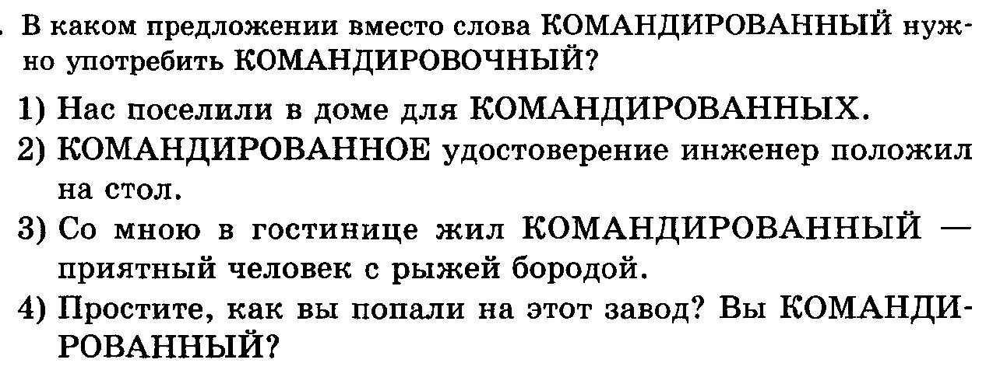 . В каком предложении вместо слова КОМАНДИРОВАННЫЙ нуж-
но употребить КОМАНДИРОВОЧНЫЙ?
1) Нас поселили в доме для КОМАНДИРОВАННЫХ.
2) КОМАНДИРОВАННОЕ удостоверение инженер положил
на стол.
3) Со мною в гостинице жил КОМАНДИРОВАННЫЙ —
приятный человек с рыжей бородой.
4) Простите, как вы попали на этот завод? Вы КОМАНДИ-
РОВАННЫЙ?